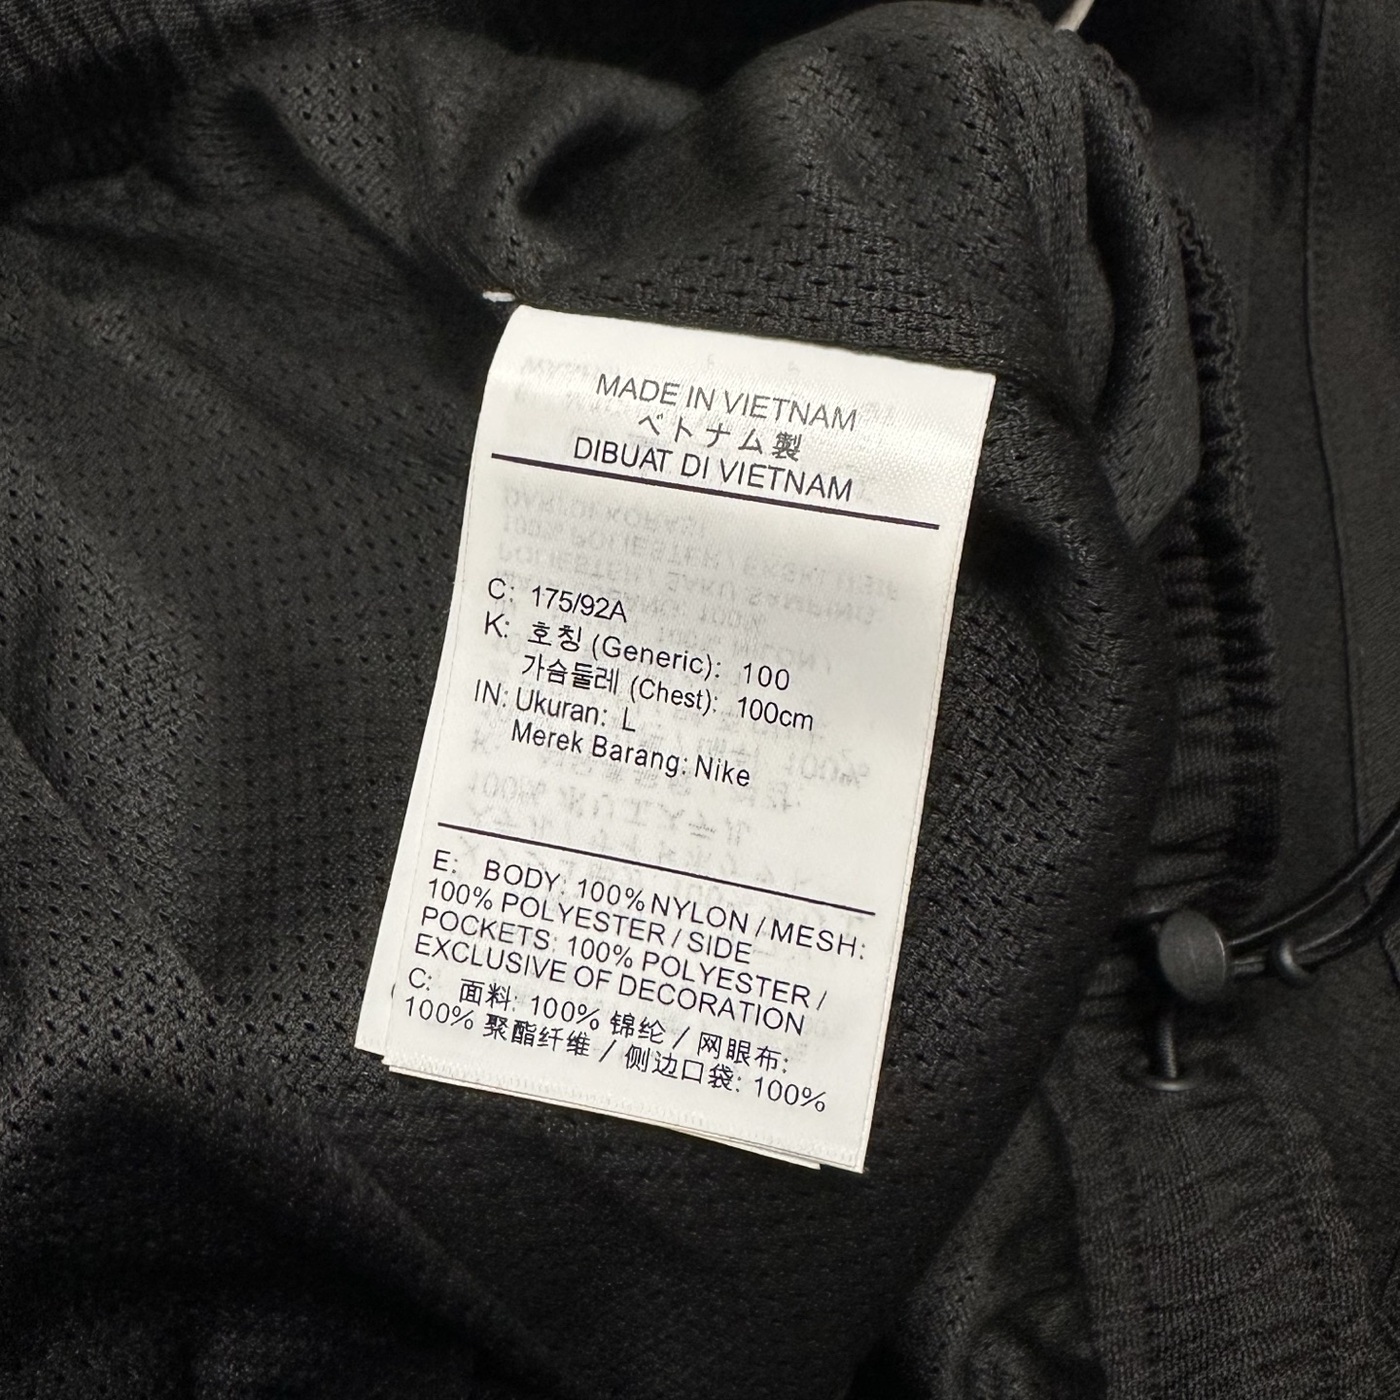 MADE IN VIETNAM
ベトナム製
DIBUAT DI VIETNAM
C: 175/92A
K: 호칭 (Generic): 100
가슴둘레 (Chest): 100cm
IN: Ukuran: L
Merek Barang: Nike
E: BODY: 100% NYLON / MESH:
100% POLYESTER / SIDE
POCKETS: 100% POLYESTER /
EXCLUSIVE OF DECORATION
C: 面料: 100% 锦纶 / 网眼布:
100% 聚酯纤维 / 侧边口袋: 100%